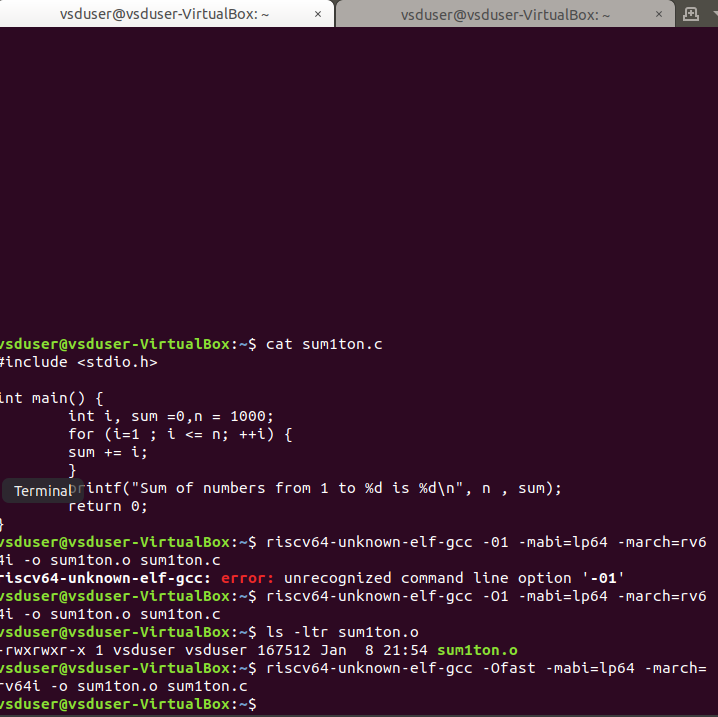 vsduser@vsduser-VirtualBox: ~ × vsduser@vsduser-VirtualBox: ~ ×
vsduser@vsduser-VirtualBox:~$ cat sum1ton.c
#include <stdio.h>
int main() {
int i, sum =0,n = 1000;
for (i=1 ; i <= n; ++i) {
sum += i;
}
Terminal
printf("Sum of numbers from 1 to %d is %d\n", n , sum);
return 0;
}
vsduser@vsduser-VirtualBox:~$ riscv64-unknown-elf-gcc -01 -mabi=lp64 -march=rv6
4i -o sum1ton.o sum1ton.c
riscv64-unknown-elf-gcc: error: unrecognized command line option '-01'
vsduser@vsduser-VirtualBox:~$ riscv64-unknown-elf-gcc -O1 -mabi=lp64 -march=rv6
4i -o sum1ton.o sum1ton.c
vsduser@vsduser-VirtualBox:~$ ls -ltr sum1ton.o
-rwxrwxr-x 1 vsduser vsduser 167512 Jan  8 21:54 sum1ton.o
vsduser@vsduser-VirtualBox:~$ riscv64-unknown-elf-gcc -Ofast -mabi=lp64 -march=
rv64i -o sum1ton.o sum1ton.c
vsduser@vsduser-VirtualBox:~$